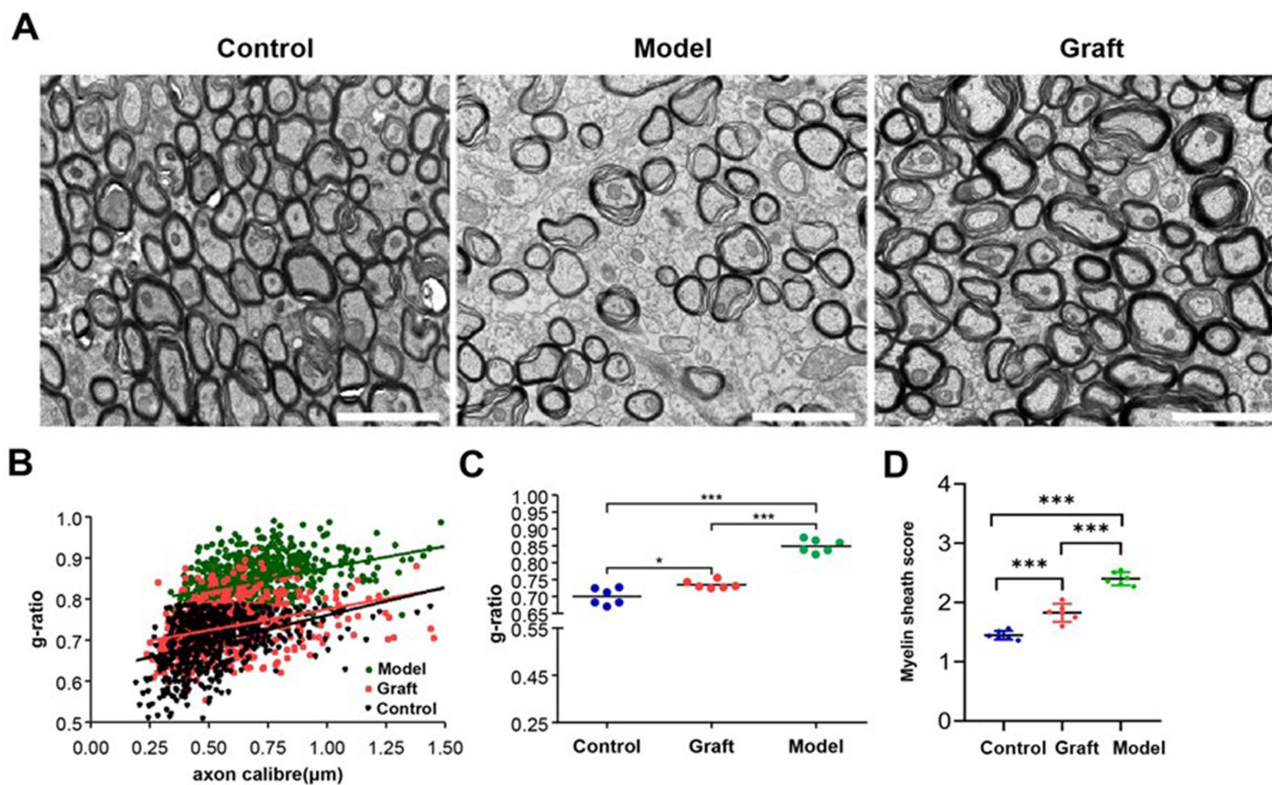 A
Control
Model
Graft
B
1.0
0.9
0.8
0.7
0.6
0.5
g-ratio
Model
Graft
Control
0.00 0.25 0.50 0.75 1.00 1.25 1.50
axon calibre(μm)
C
1.00
0.95
0.90
0.85
0.80
0.75
0.70
0.65
0.55
0.45
0.25
g-ratio
***
***
*
Control Graft Model
D
4
3
2
1
0
Myelin sheath score
***
***
***
Control Graft Model